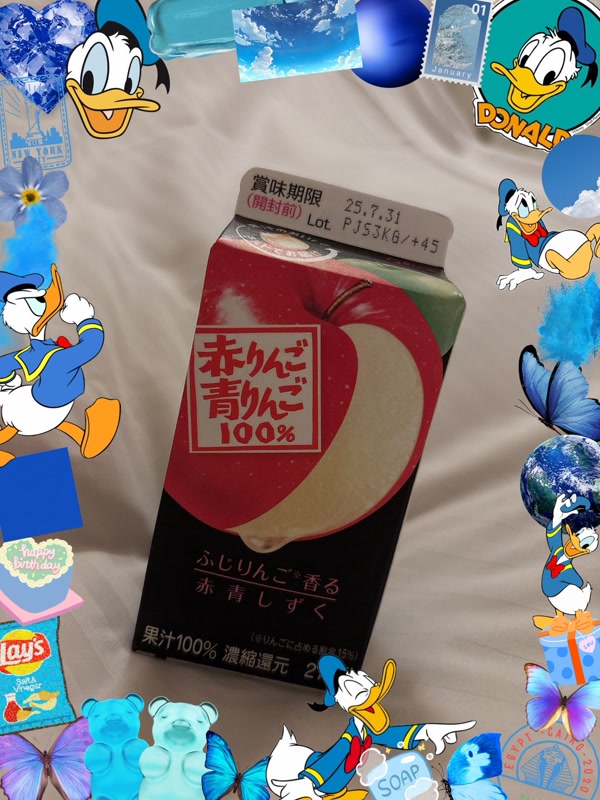 01
January
DONALD
NEW YORK
賞味期限
(開封前)
25.7.31
Lot. PJ53KG/+45
赤りんご
青りんご
100%
ふじりんご※香る
赤青しずく
(※りんごに占める割合15%)
果汁100% 濃縮還元
happy
birthday
Lay's
Salt &
Vinegar
SOAP
EGYPT-CAIRO-2020